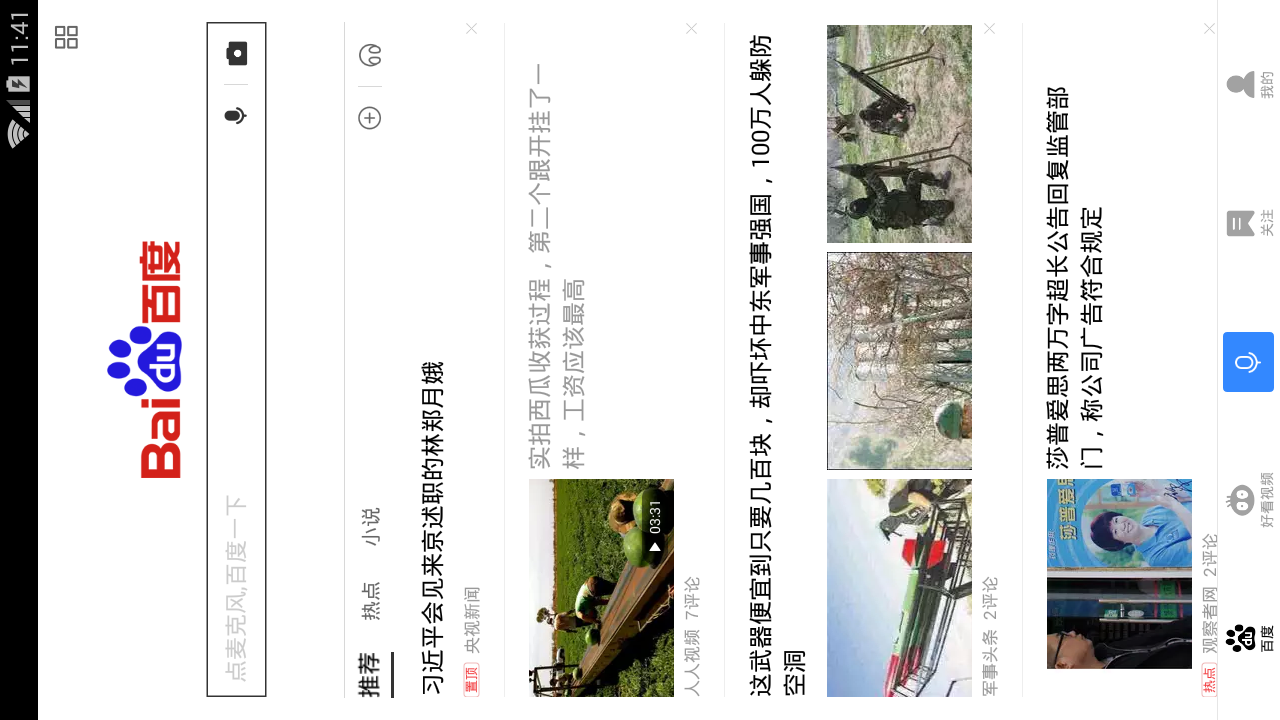 11:41
Bai du 百度
点麦克风,百度一下
推荐 热点 小说
习近平会见来京述职的林郑月娥
置顶 央视新闻
实拍西瓜收获过程，第二个跟开挂了一
样，工资应该最高
03:31
人人视频 7评论
这武器便宜到只要几百块，却吓坏中东军事强国，100万人躲防
空洞
军事头条 2评论
莎普爱思两万字超长公告回复监管部
门，称公司广告符合规定
莎普爱思
热点 观察者网 2评论
百度 好看视频 关注 我的